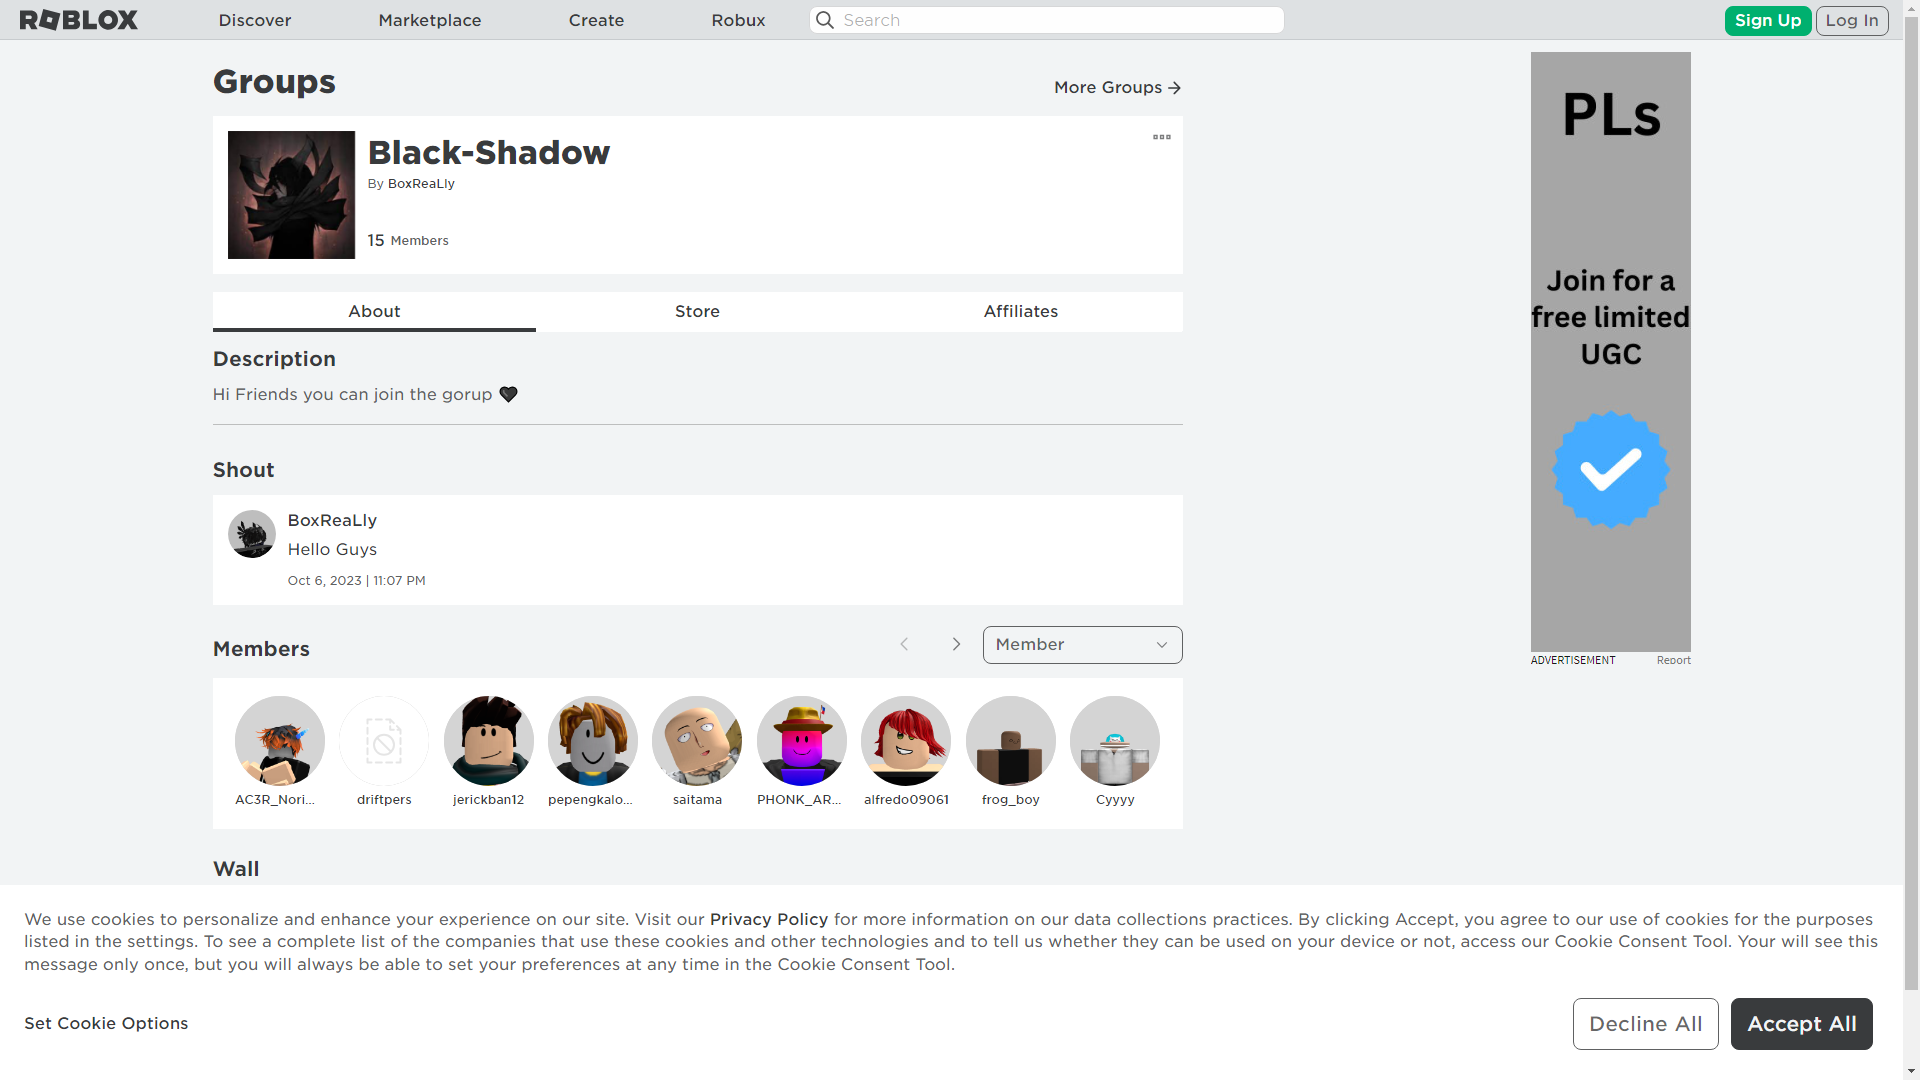 ROBLOX
Discover
Marketplace
Create
Robux
Search
Sign Up
Log In
Groups
More Groups
Black-Shadow
By BoxReaLly
15 Members
About
Store
Affiliates
Description
Hi Friends you can join the gorup 🖤
Shout
BoxReaLly
Hello Guys
Oct 6, 2023 | 11:07 PM
Members
Member
AC3R_Nori...
driftpers
jerickban12
pepengkalo...
saitama
PHONK_AR...
alfredo09061
frog_boy
Cyyyy
Wall
PLs
Join for a
free limited
UGC
ADVERTISEMENT
Report
We use cookies to personalize and enhance your experience on our site. Visit our Privacy Policy for more information on our data collections practices. By clicking Accept, you agree to our use of cookies for the purposes
listed in the settings. To see a complete list of the companies that use these cookies and other technologies and to tell us whether they can be used on your device or not, access our Cookie Consent Tool. Your will see this
message only once, but you will always be able to set your preferences at any time in the Cookie Consent Tool.
Set Cookie Options
Decline All
Accept All